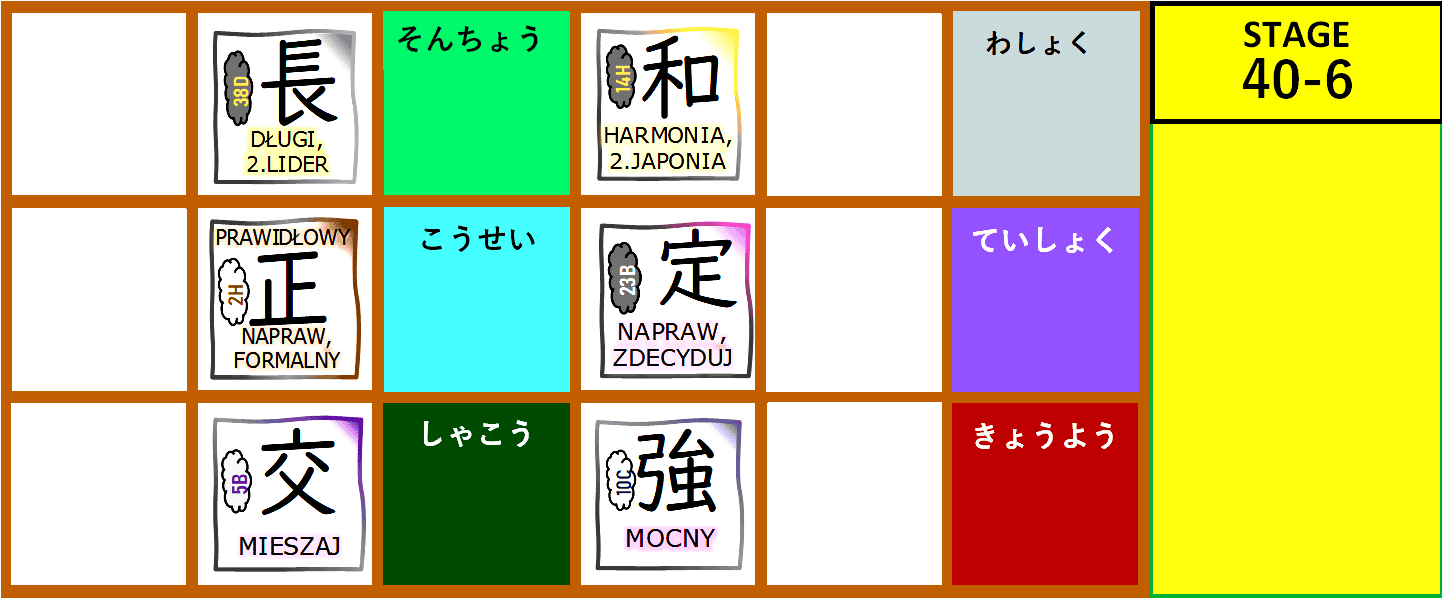 38D
長
DŁUGI,
2.LIDER
そんちょう
14H
和
HARMONIA,
2.JAPONIA
わしょく
STAGE
40-6
PRAWIDŁOWY
2H
正
NAPRAW,
FORMALNY
こうせい
23B
定
NAPRAW,
ZDECYDUJ
ていしょく
5B
交
MIESZAJ
しゃこう
10C
強
MOCNY
きょうよう